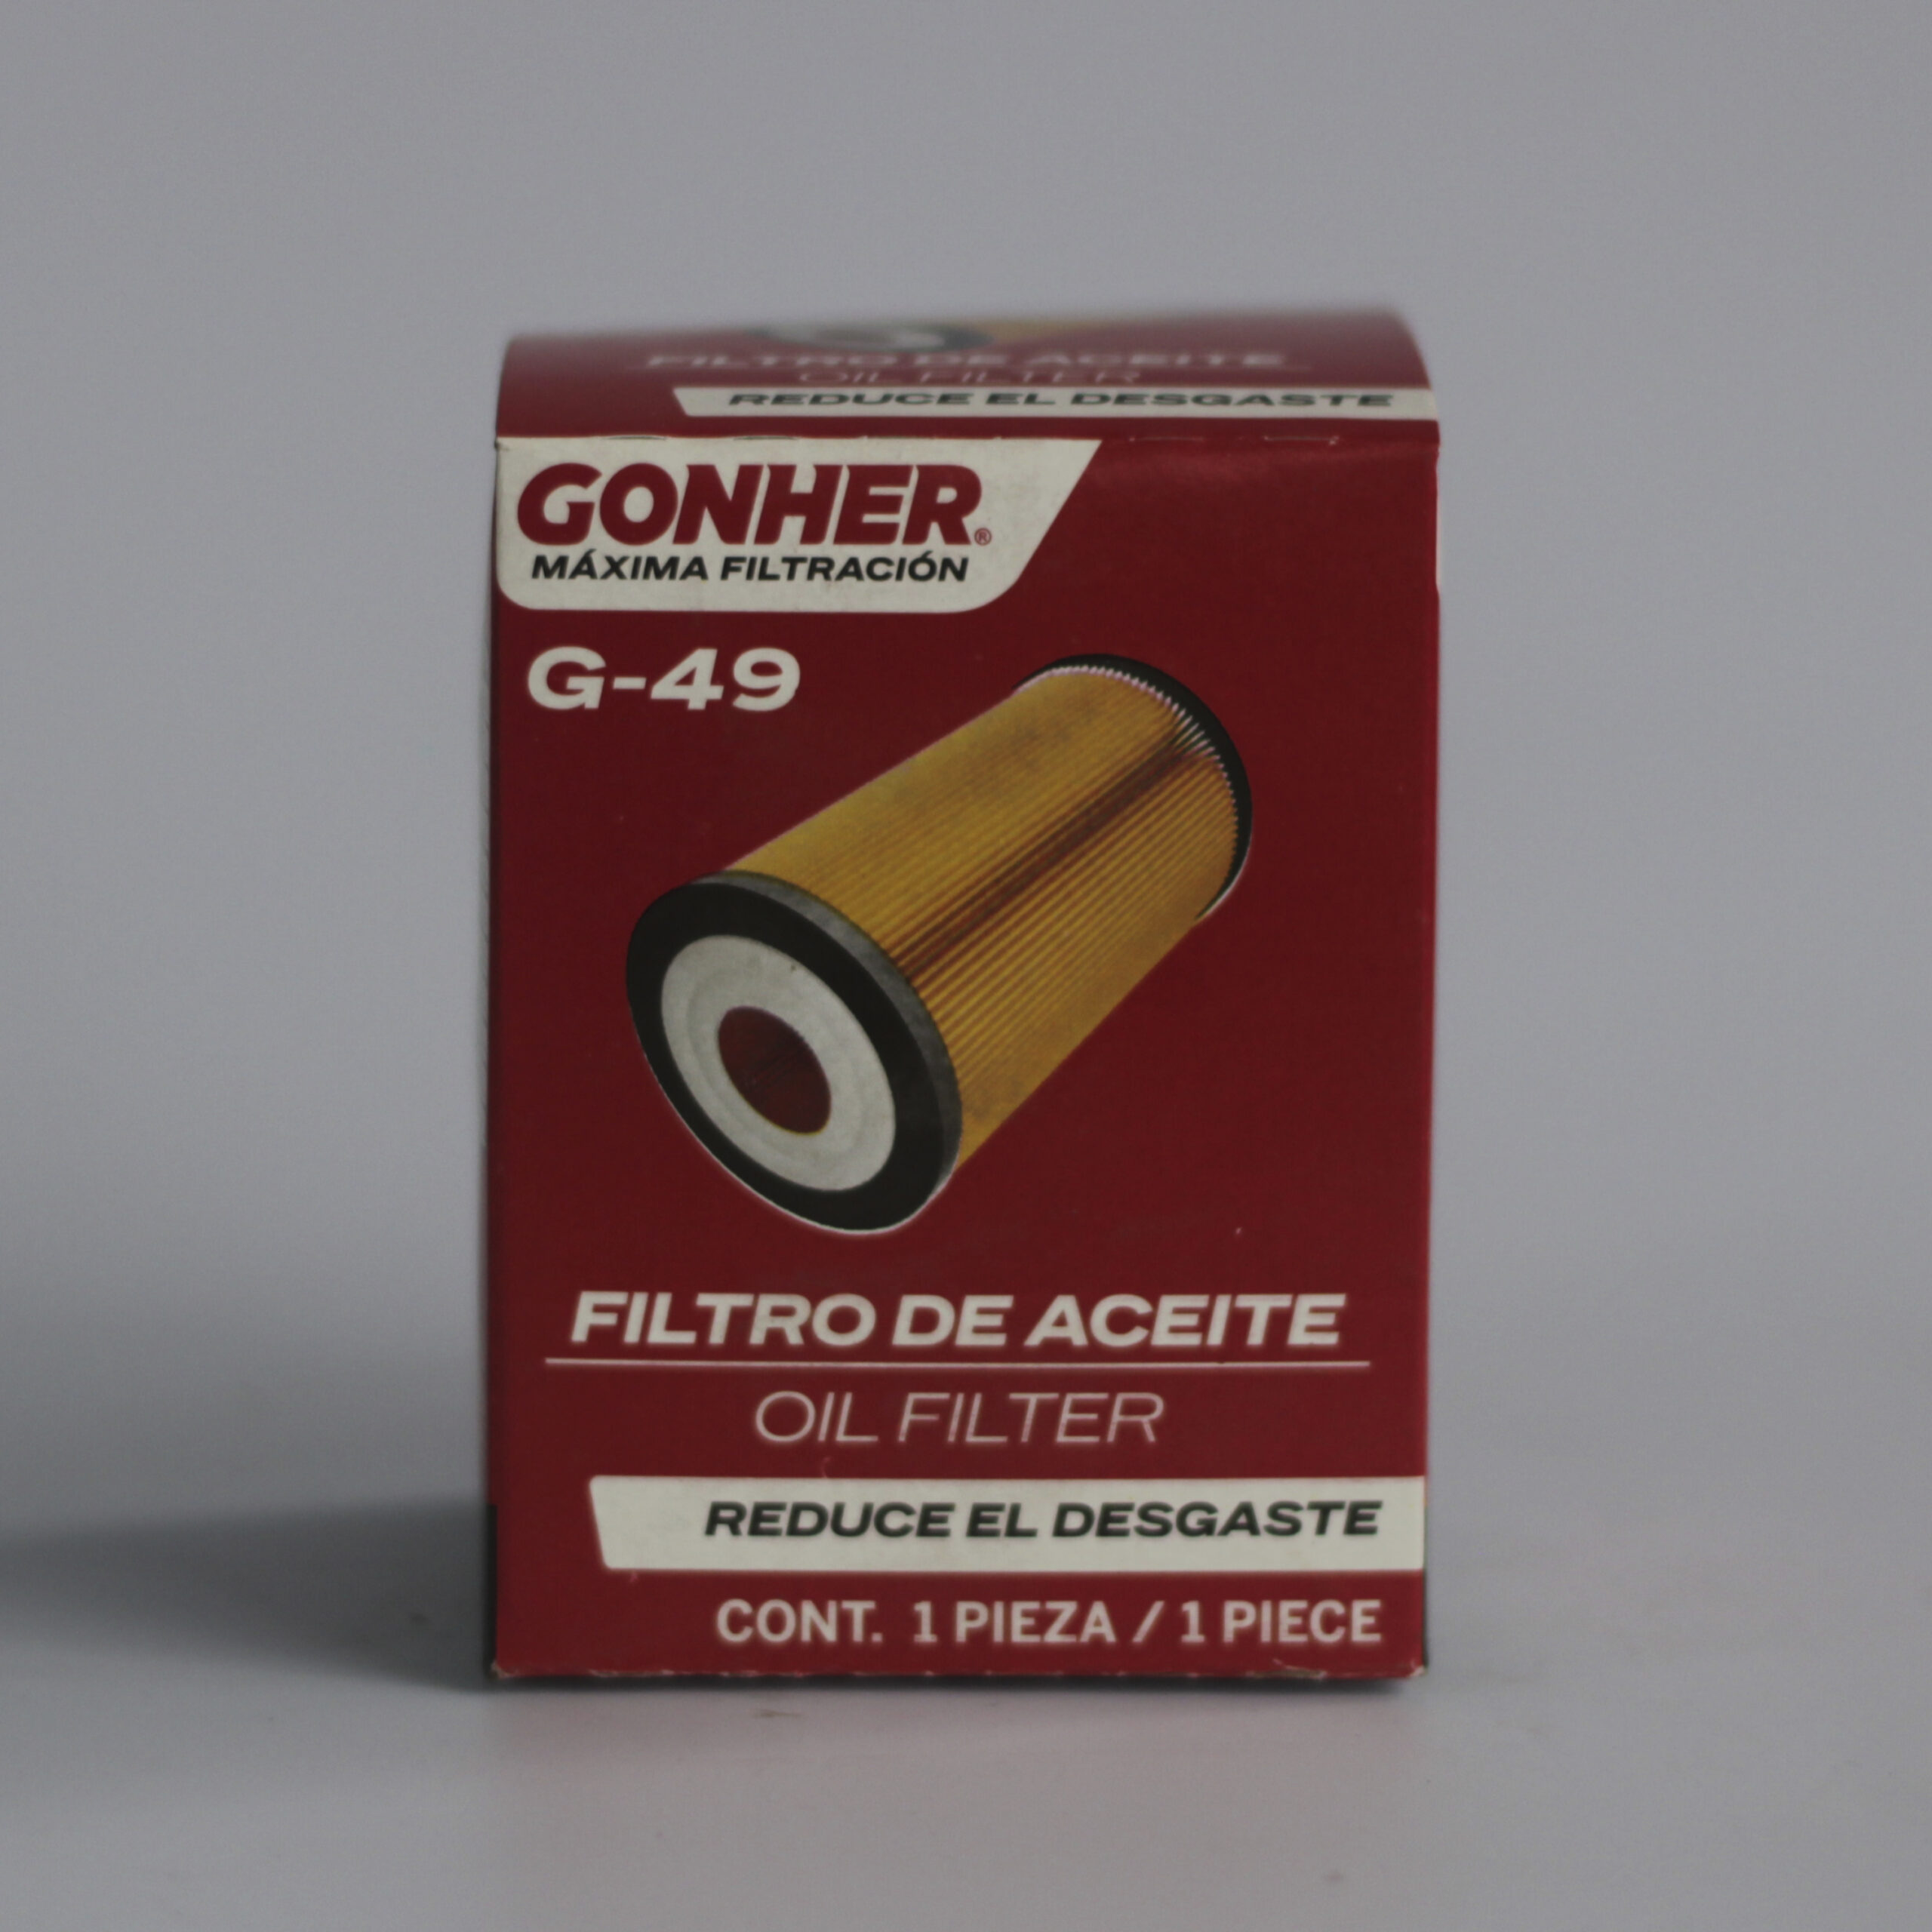 FILTRO DE ACEITE
OIL FILTER
REDUCE EL DESGASTE
GONHER®
MÁXIMA FILTRACIÓN
G-49
FILTRO DE ACEITE
OIL FILTER
REDUCE EL DESGASTE
CONT. 1 PIEZA / 1 PIECE